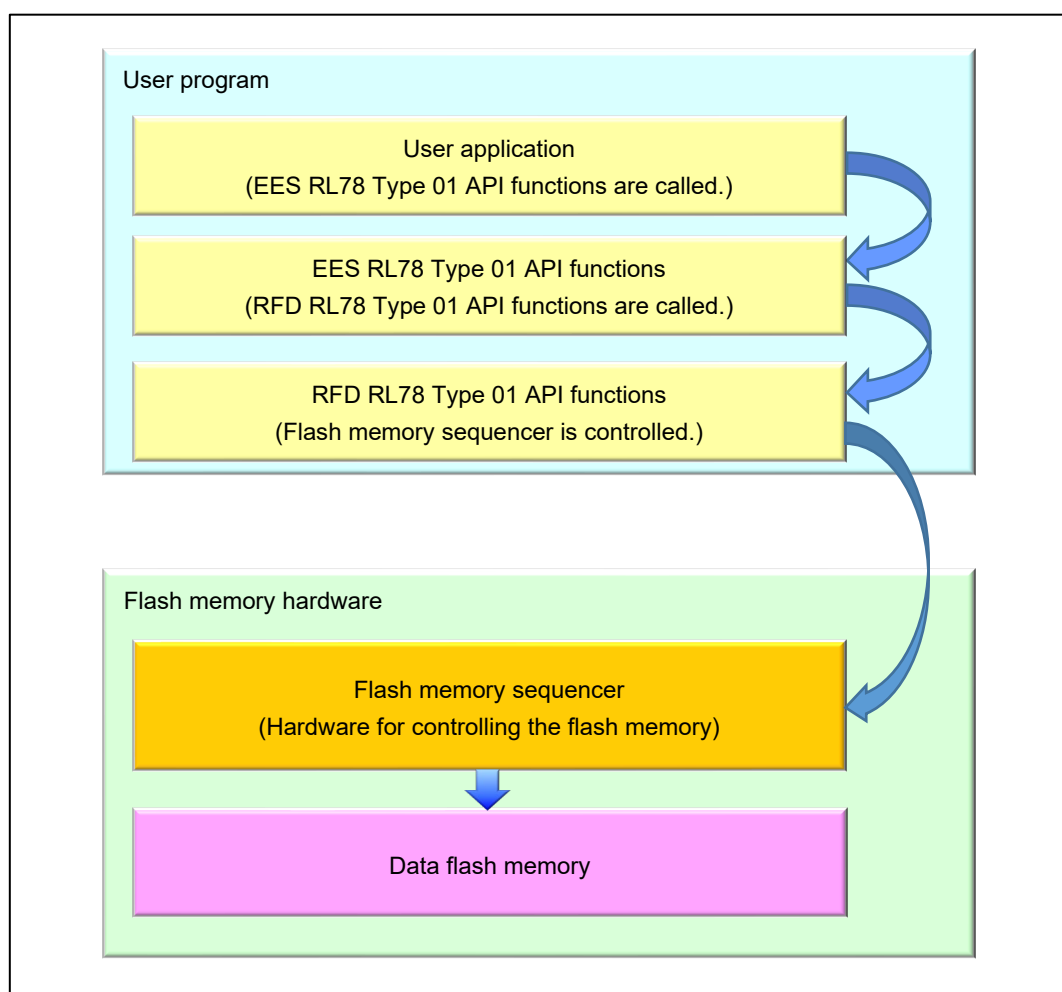 User program
User application
(EES RL78 Type 01 API functions are called.)
EES RL78 Type 01 API functions
(RFD RL78 Type 01 API functions are called.)
RFD RL78 Type 01 API functions
(Flash memory sequencer is controlled.)
Flash memory hardware
Flash memory sequencer
(Hardware for controlling the flash memory)
Data flash memory